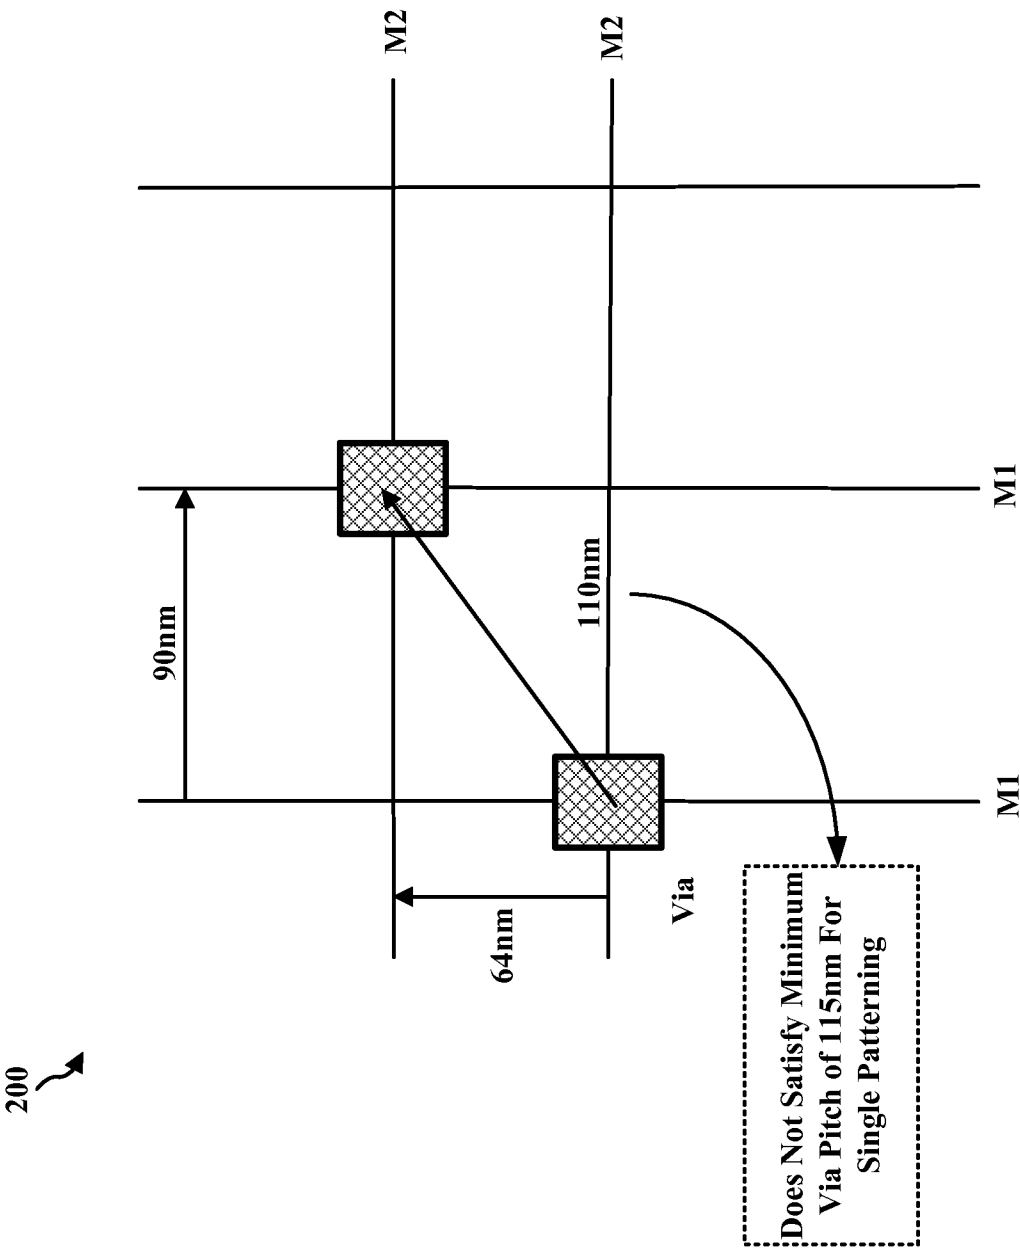 200
M2
M2
90nm
64nm
110nm
Via
M1
M1
Does Not Satisfy Minimum
Via Pitch of 115nm For
Single Patterning